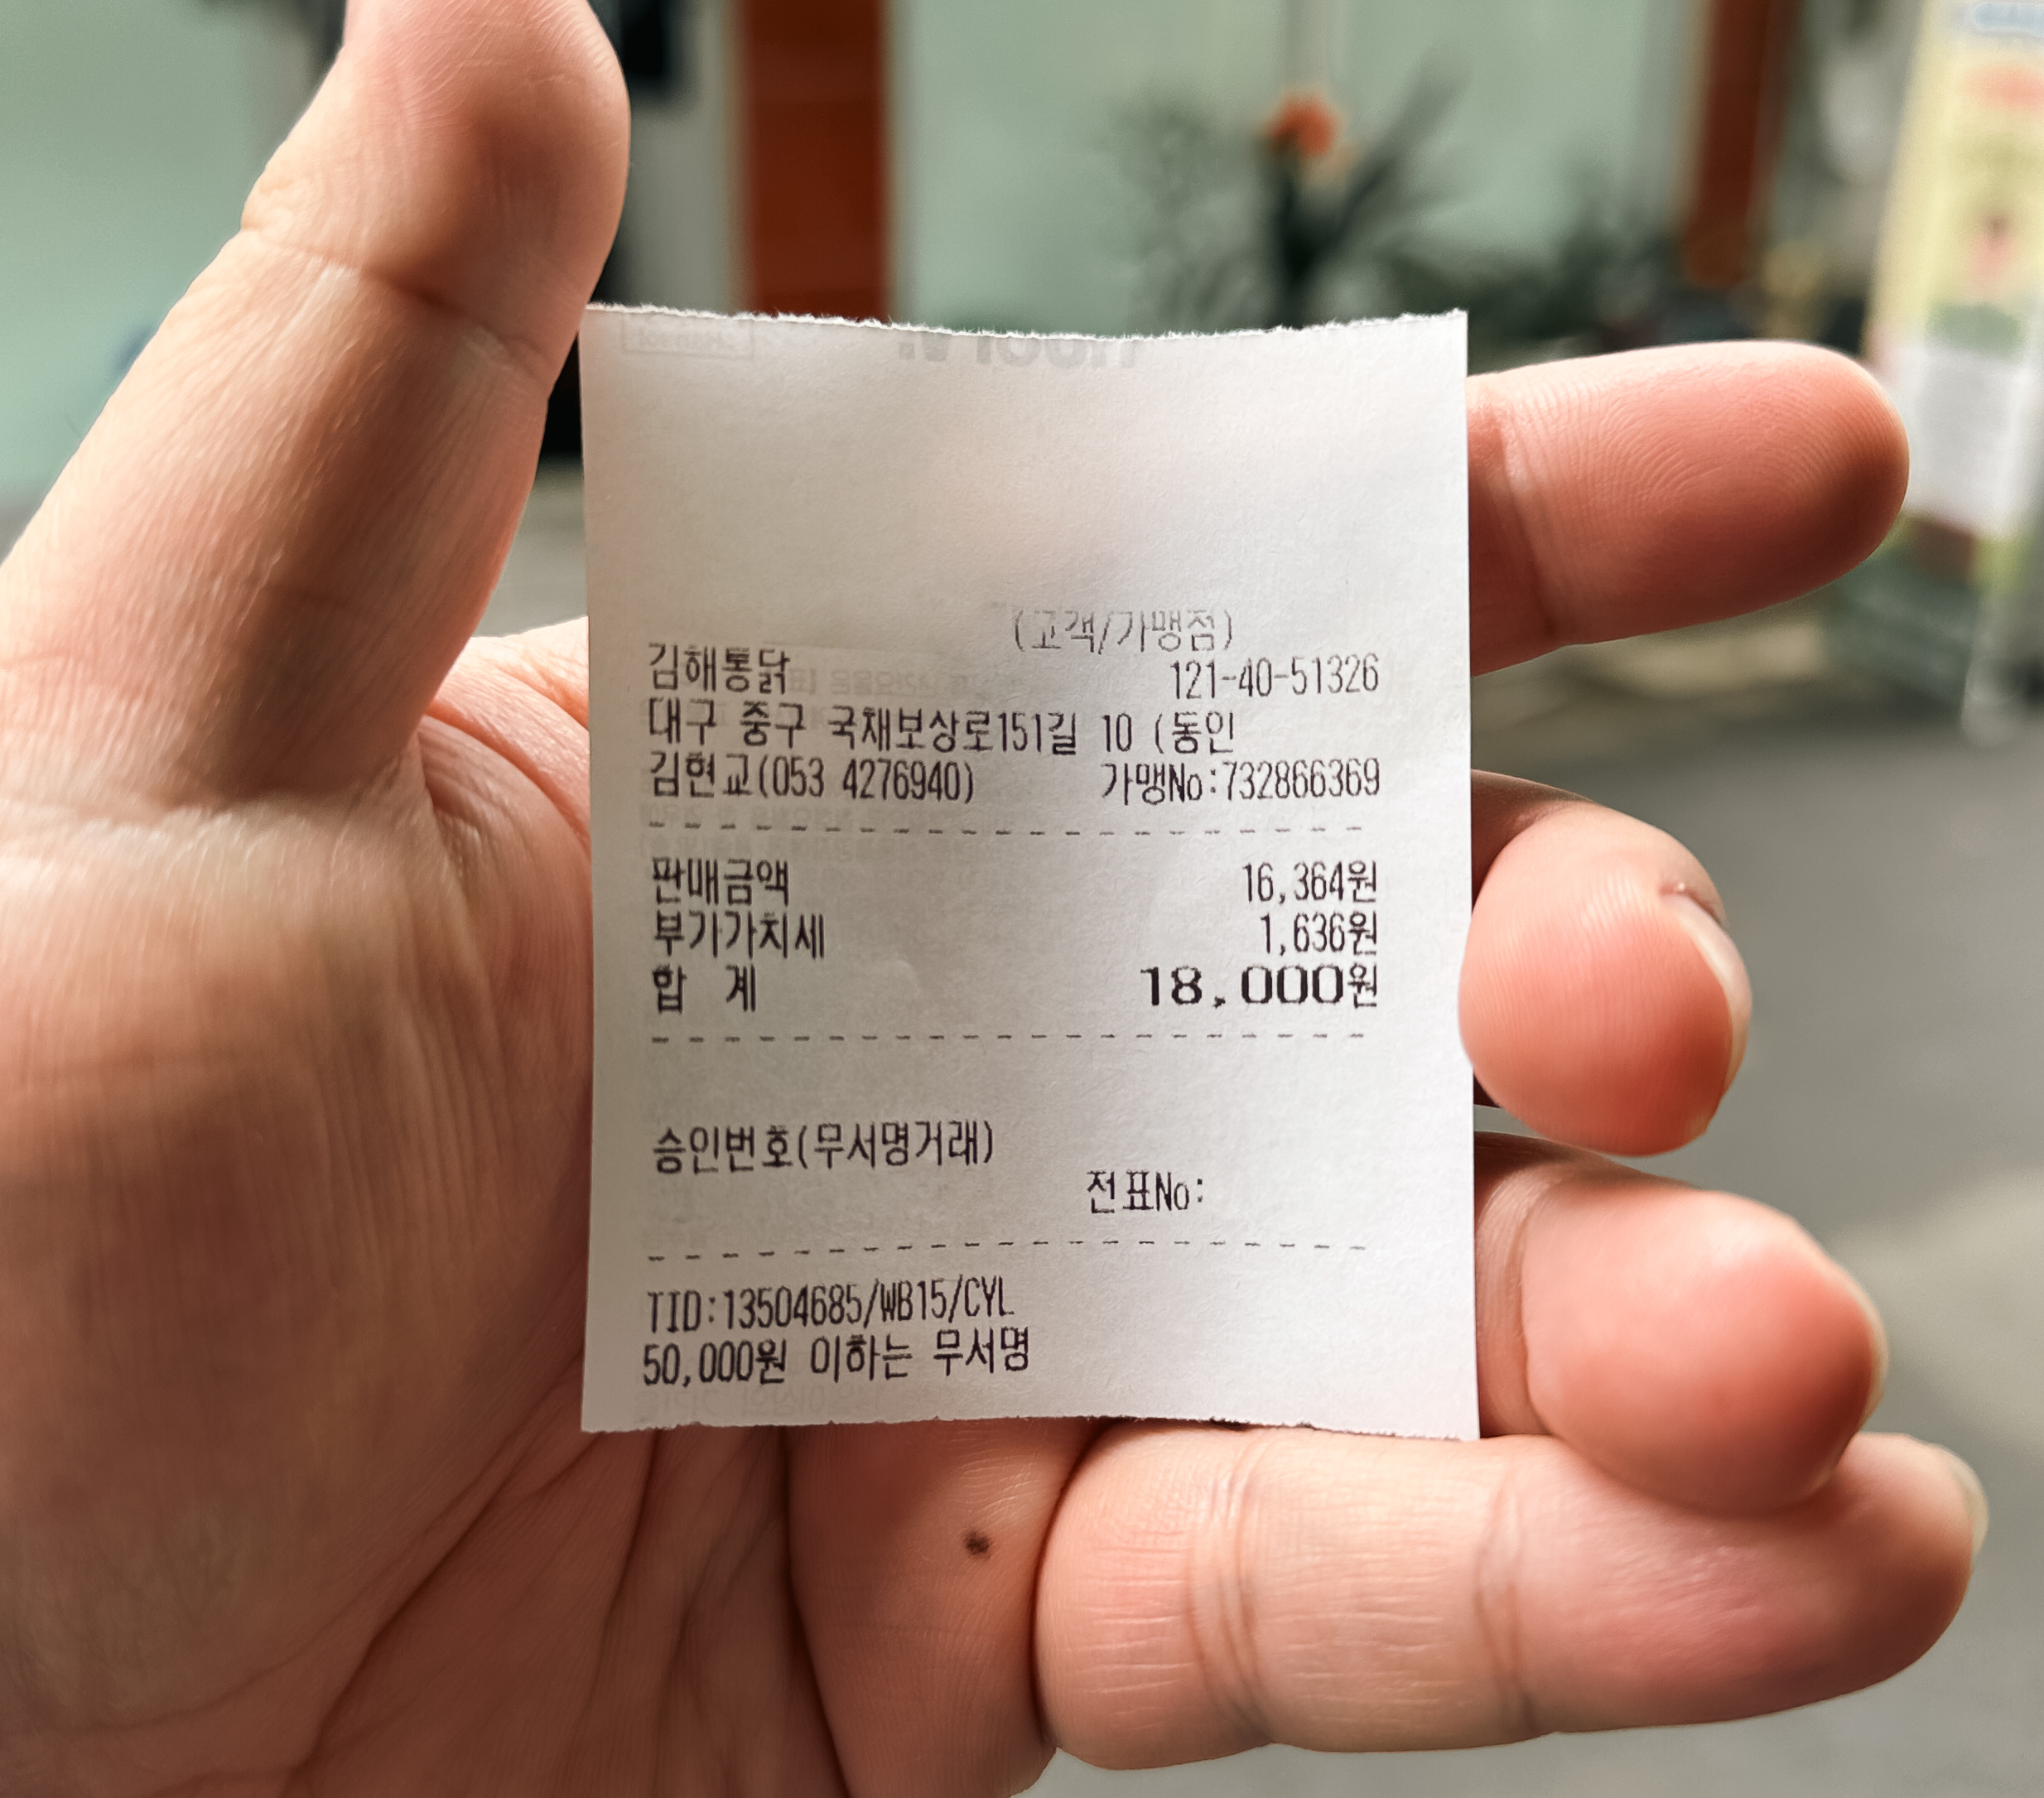 (고객/가맹점)
김해통닭 121-40-51326
대구 중구 국채보상로151길 10 (동인
김현교(053 4276940) 가맹No:732866369
판매금액 16,364원
부가가치세 1,636원
합 계 18,000원
승인번호(무서명거래)
전표No:
TID:13504685/WB15/CYL
50,000원 이하는 무서명